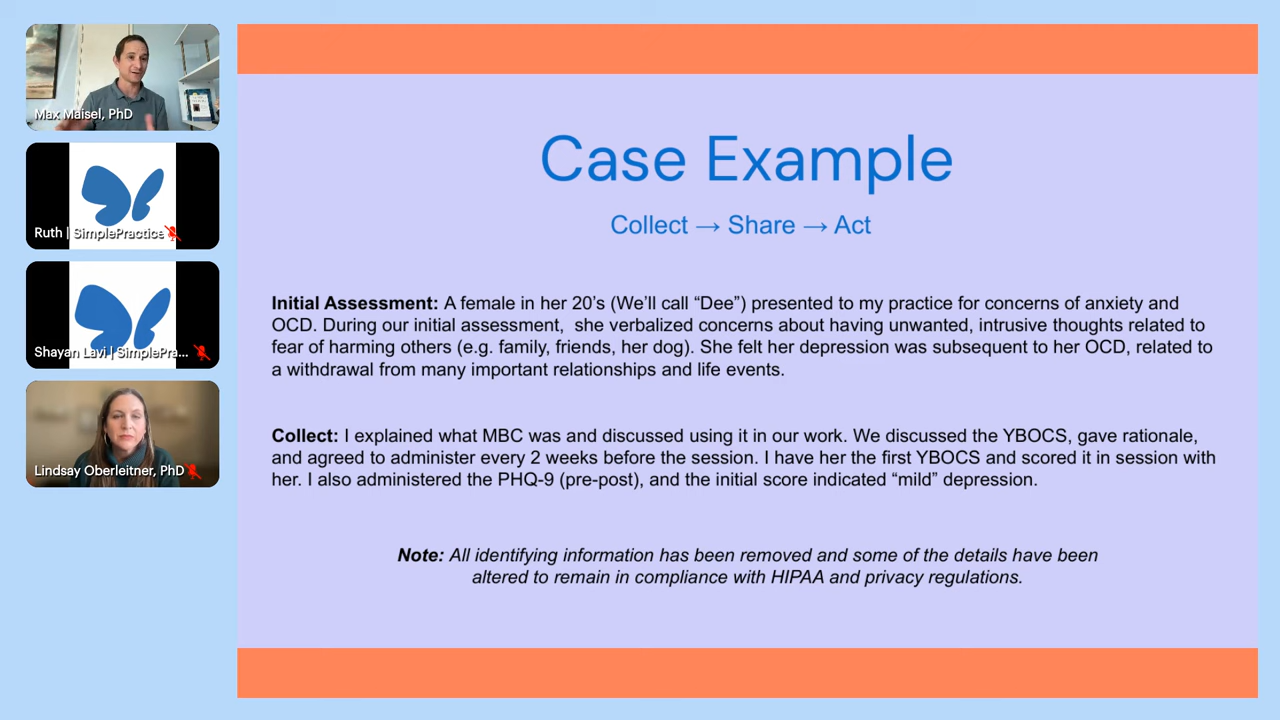 Max Maisel, PhD
Ruth | SimplePractice
Shayan Lavi | SimplePra...
Lindsay Oberleitner, PhD
Case Example
Collect → Share → Act
Initial Assessment: A female in her 20's (We'll call “Dee”) presented to my practice for concerns of anxiety and
OCD. During our initial assessment,  she verbalized concerns about having unwanted, intrusive thoughts related to
fear of harming others (e.g. family, friends, her dog). She felt her depression was subsequent to her OCD, related to
a withdrawal from many important relationships and life events.
Collect: I explained what MBC was and discussed using it in our work. We discussed the YBOCS, gave rationale,
and agreed to administer every 2 weeks before the session. I have her the first YBOCS and scored it in session with
her. I also administered the PHQ-9 (pre-post), and the initial score indicated “mild” depression.
Note: All identifying information has been removed and some of the details have been
altered to remain in compliance with HIPAA and privacy regulations.